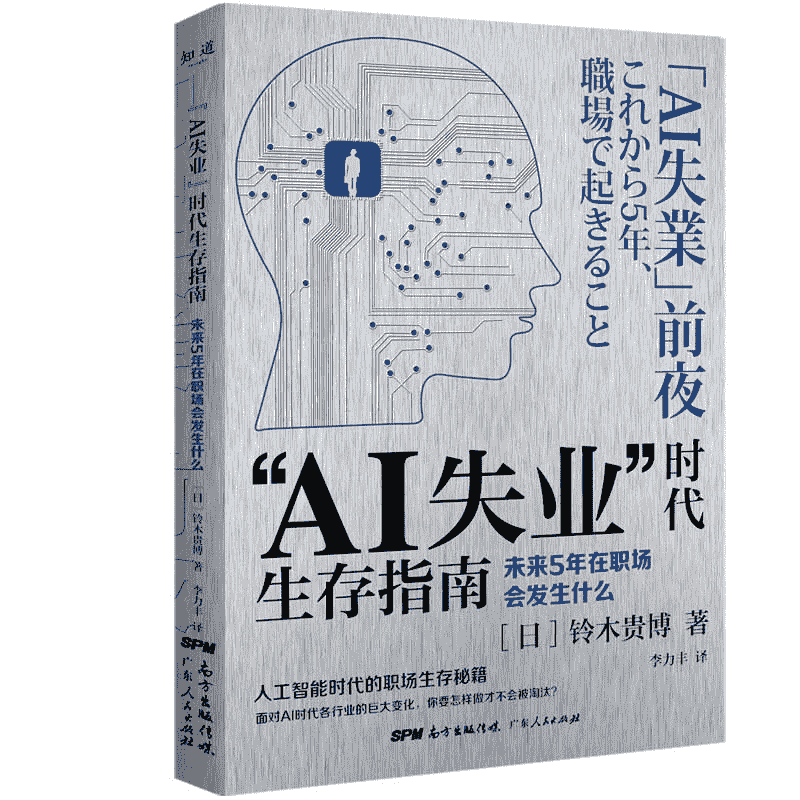 「AI失業」前夜
これから5年、
職場で起きること
“AI失业”时代
生存指南
未来5年在职场
会发生什么
[日]铃木贵博 著
李力丰 译
人工智能时代的职场生存秘籍
面对AI时代各行业的巨大变化，你要怎样做才不会被淘汰？
SPM 南方出版传媒 广东人民出版社
知道
AI失业 时代生存指南
未来5年在职场会发生什么
[日]铃木贵博 著
李力丰 译
SPM
南方出版传媒
广东人民出版社